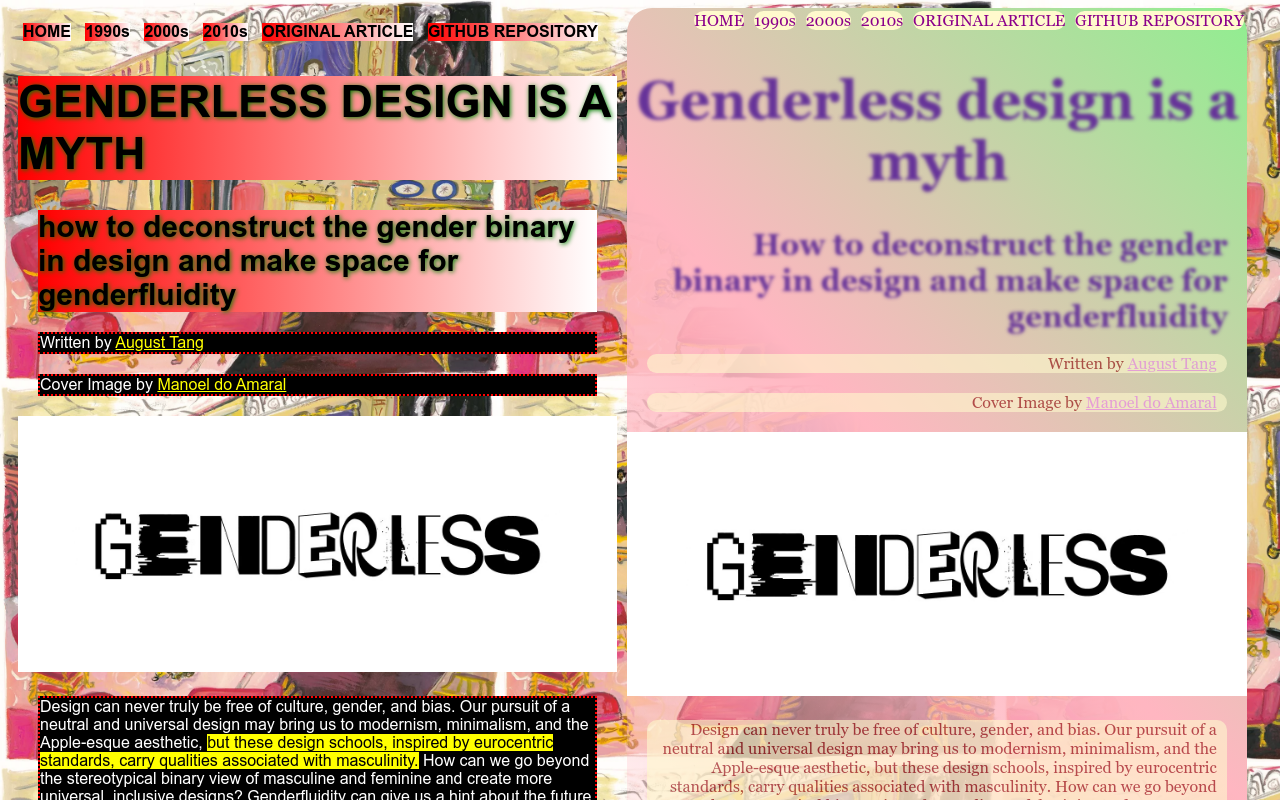 HOME 1990s 2000s 2010s ORIGINAL ARTICLE GITHUB REPOSITORY
GENDERLESS DESIGN IS A
MYTH
how to deconstruct the gender binary
in design and make space for
genderfluidity
Written by August Tang
Cover Image by Manoel do Amaral
GENDERLESS
Design can never truly be free of culture, gender, and bias. Our pursuit of a
neutral and universal design may bring us to modernism, minimalism, and the
Apple-esque aesthetic, but these design schools, inspired by eurocentric
standards, carry qualities associated with masculinity. How can we go beyond
the stereotypical binary view of masculine and feminine and create more
universal, inclusive designs? Genderfluidity can give us a hint about the future
HOME 1990s 2000s 2010s ORIGINAL ARTICLE GITHUB REPOSITORY
Genderless design is a
myth
How to deconstruct the gender
binary in design and make space for
genderfluidity
Written by August Tang
Cover Image by Manoel do Amaral
GENDERLESS
Design can never truly be free of culture, gender, and bias. Our pursuit of a
neutral and universal design may bring us to modernism, minimalism, and the
Apple-esque aesthetic, but these design schools, inspired by eurocentric
standards, carry qualities associated with masculinity. How can we go beyond